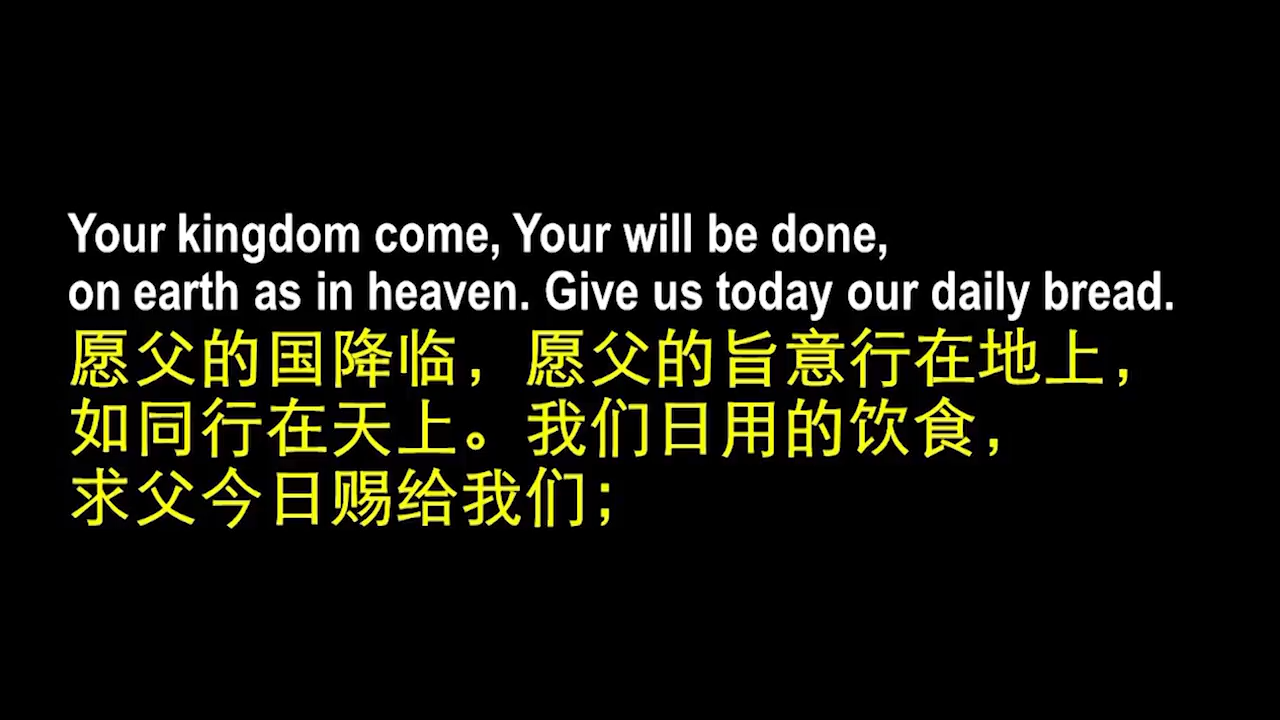 Your kingdom come, Your will be done,
on earth as in heaven. Give us today our daily bread.
愿父的国降临，愿父的旨意行在地上，
如同行在天上。我们日用的饮食，
求父今日赐给我们；